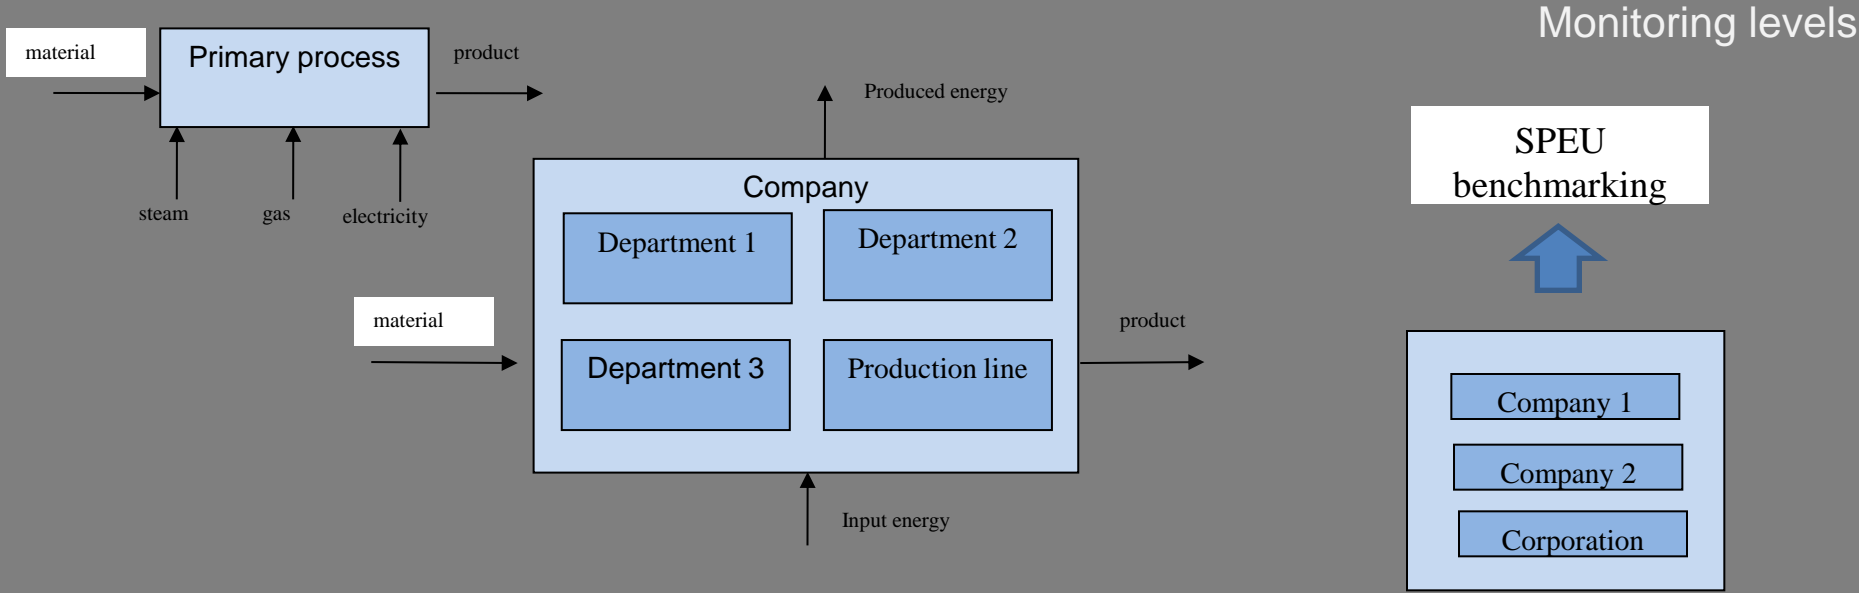 Monitoring levels
material
Primary process
product
steam
gas
electricity
Produced energy
Company
Department 1
Department 2
material
product
Department 3
Production line
Input energy
SPEU
benchmarking
Company 1
Company 2
Corporation